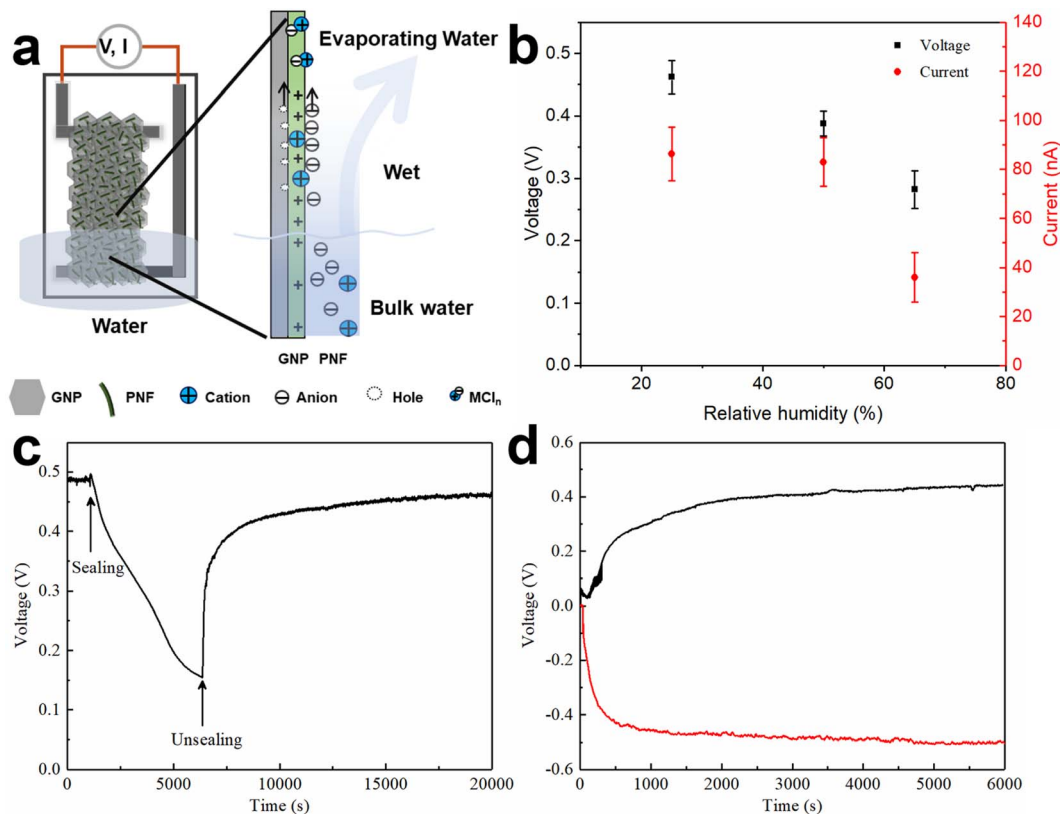 a
V, I
Water
Evaporating Water
Wet
Bulk water
GNP PNF
GNP PNF Cation Anion Hole MClₙ
b
Voltage (V)
0.5
0.4
0.3
0.2
0.1
0.0
Voltage
Current
140
120
100
80
60
40
20
0
Current (nA)
20 40 60 80
Relative humidity (%)
c
Voltage (V)
0.5
0.4
0.3
0.2
0.1
0.0
Sealing
Unsealing
0 5000 10000 15000 20000
Time (s)
d
Voltage (V)
0.6
0.4
0.2
0.0
-0.2
-0.4
-0.6
0 1000 2000 3000 4000 5000 6000
Time (s)